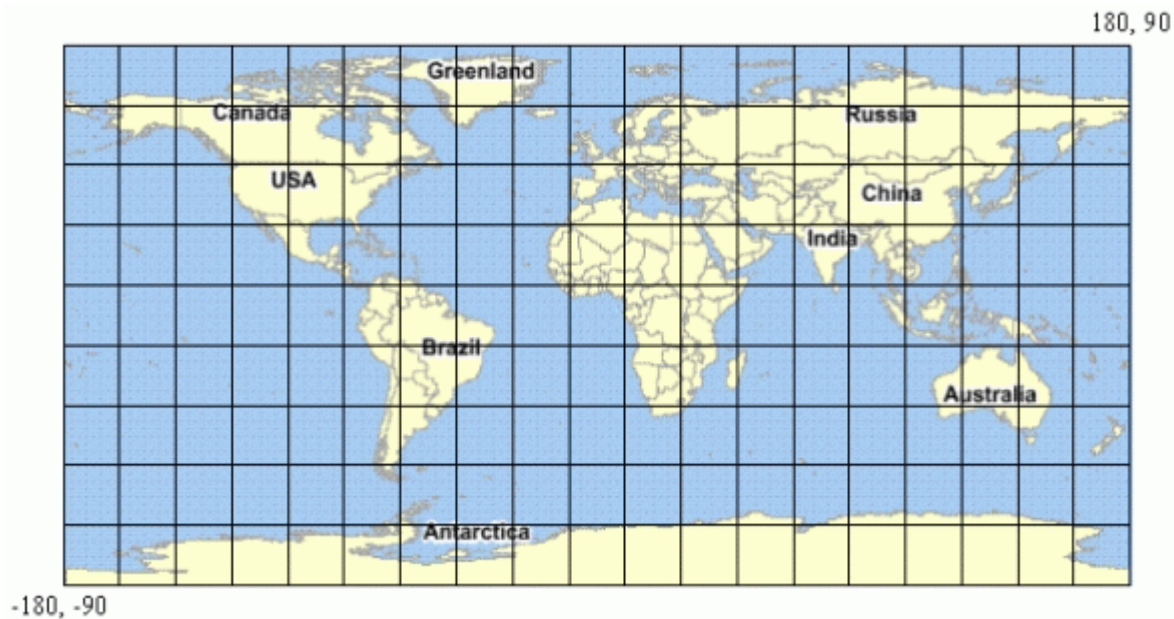 180, 90
Greenland
Canada
Russia
USA
China
India
Brazil
Australia
Antarctica
-180, -90